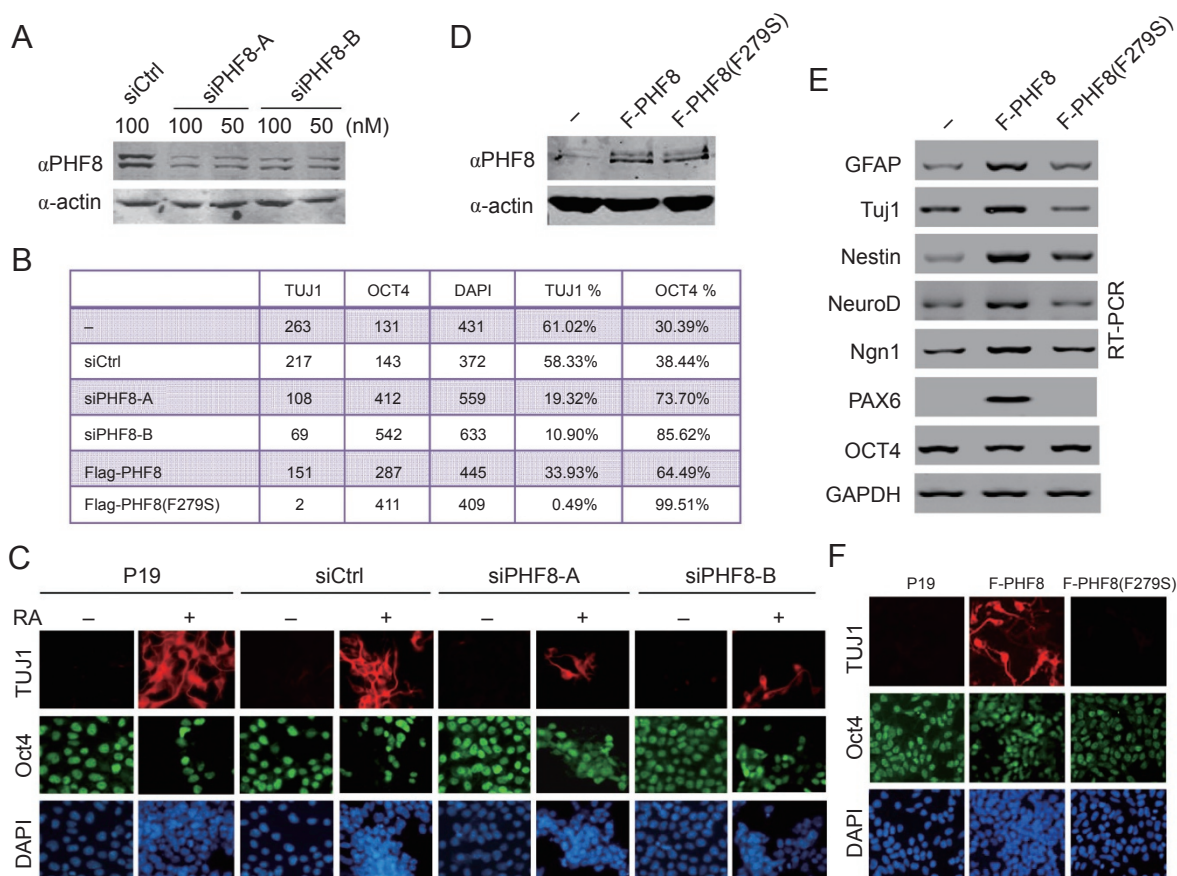 A
siCtrl siPHF8-A siPHF8-B
100 100 50 100 50 (nM)
αPHF8
α-actin
B
TUJ1 OCT4 DAPI TUJ1 % OCT4 %
– 263 131 431 61.02% 30.39%
siCtrl 217 143 372 58.33% 38.44%
siPHF8-A 108 412 559 19.32% 73.70%
siPHF8-B 69 542 633 10.90% 85.62%
Flag-PHF8 151 287 445 33.93% 64.49%
Flag-PHF8(F279S) 2 411 409 0.49% 99.51%
C
P19 siCtrl siPHF8-A siPHF8-B
RA – + – + – + – +
TUJ1
Oct4
DAPI
D
– F-PHF8 F-PHF8(F279S)
αPHF8
α-actin
E
– F-PHF8 F-PHF8(F279S)
GFAP
Tuj1
Nestin
NeuroD
Ngn1
PAX6
OCT4
GAPDH
RT-PCR
F
P19 F-PHF8 F-PHF8(F279S)
TUJ1
Oct4
DAPI